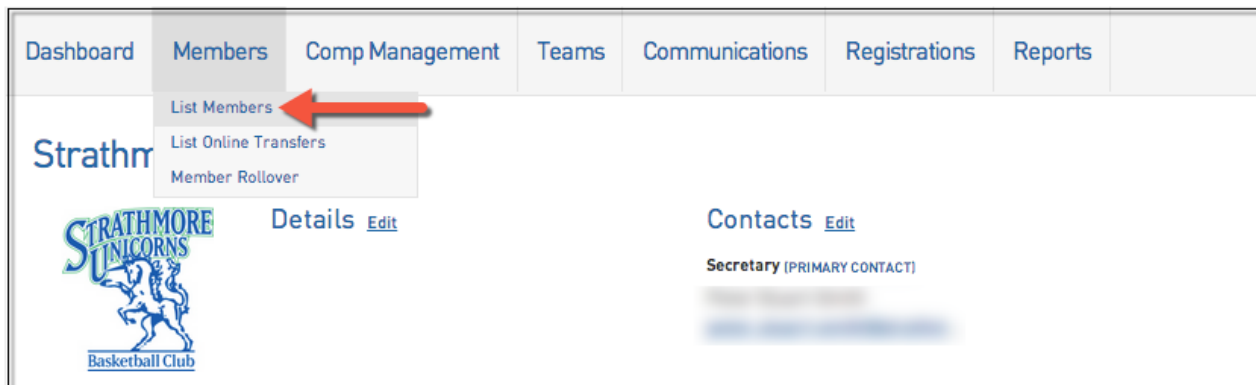 Dashboard Members Comp Management Teams Communications Registrations Reports
List Members
List Online Transfers
Member Rollover
STRATHMORE
UNICORNS
Basketball Club
Details Edit
Contacts Edit
Secretary (PRIMARY CONTACT)